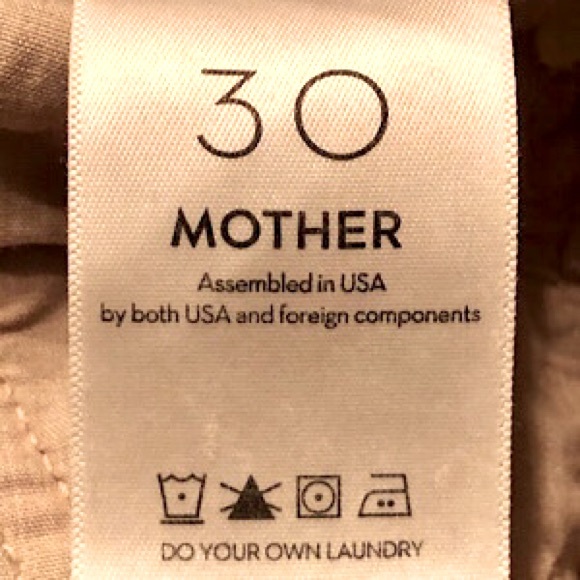 30
MOTHER
Assembled in USA
by both USA and foreign components
DO YOUR OWN LAUNDRY